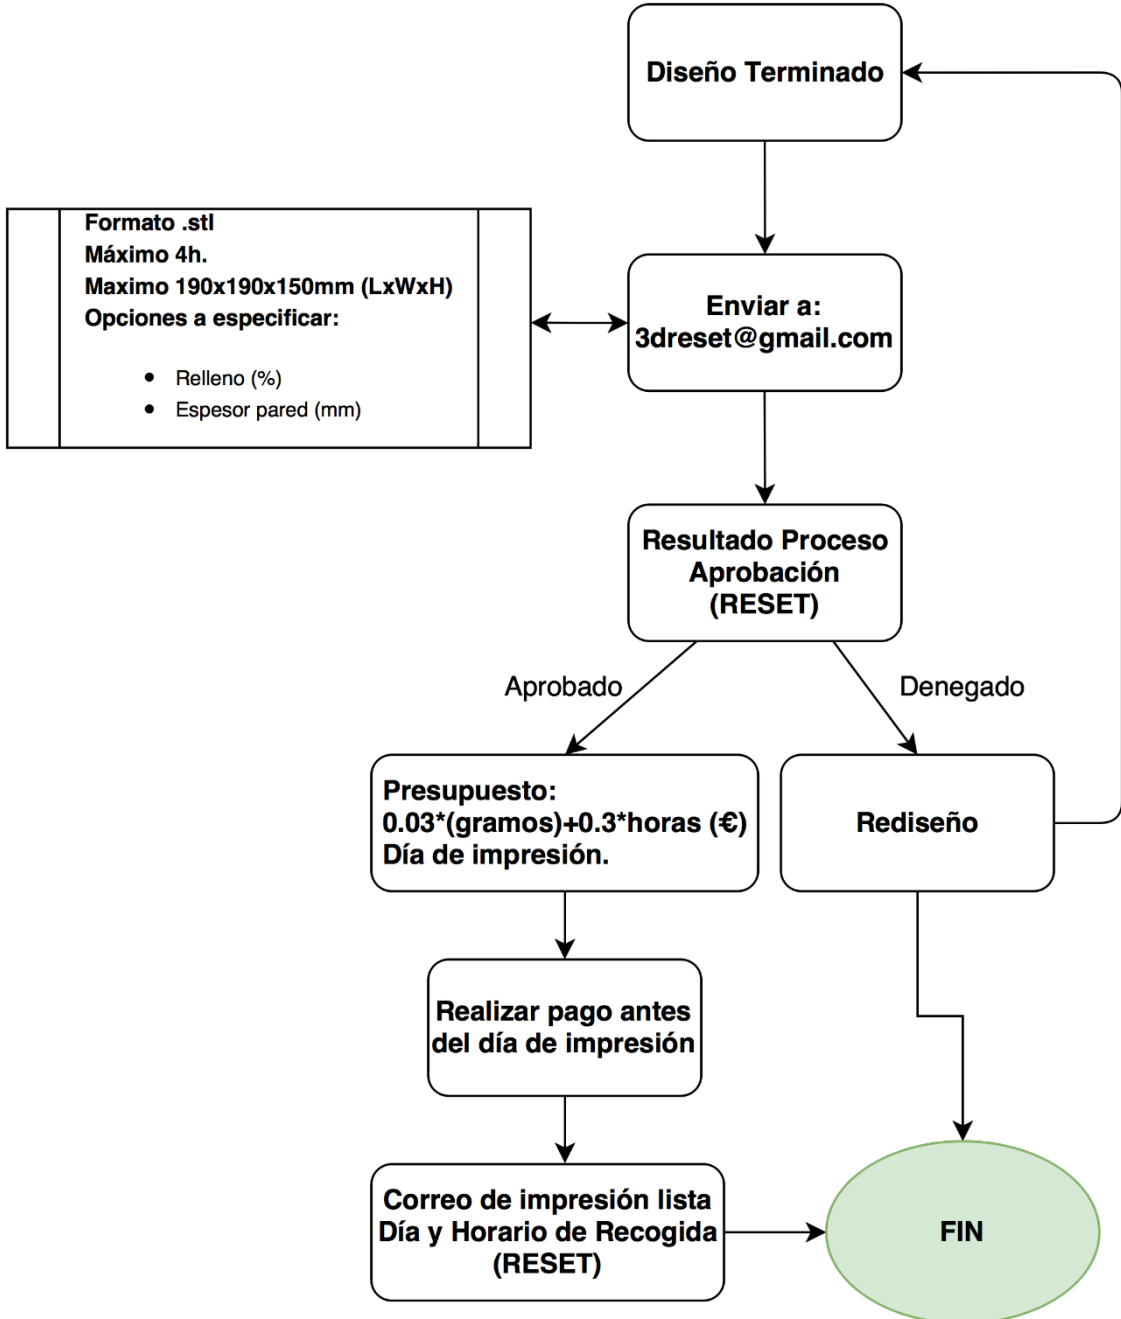 Diseño Terminado
Formato .stl
Máximo 4h.
Maximo 190x190x150mm (LxWxH)
Opciones a especificar:
• Relleno (%)
• Espesor pared (mm)
Enviar a:
3dreset@gmail.com
Resultado Proceso
Aprobación
(RESET)
Aprobado
Denegado
Presupuesto:
0.03*(gramos)+0.3*horas (€)
Día de impresión.
Rediseño
Realizar pago antes
del día de impresión
Correo de impresión lista
Día y Horario de Recogida
(RESET)
FIN